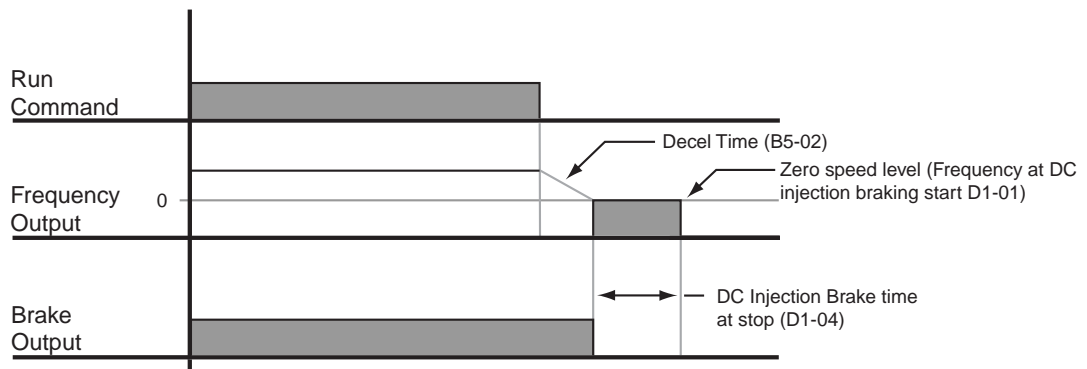 Run
Command
Decel Time (B5-02)
Zero speed level (Frequency at DC
injection braking start D1-01)
Frequency
Output
0
DC Injection Brake time
at stop (D1-04)
Brake
Output